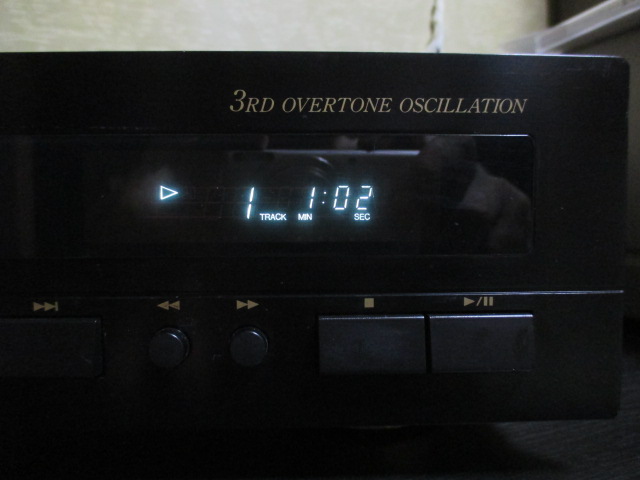 3RD OVERTONE OSCILLATION
1 TRACK 1:02 MIN SEC